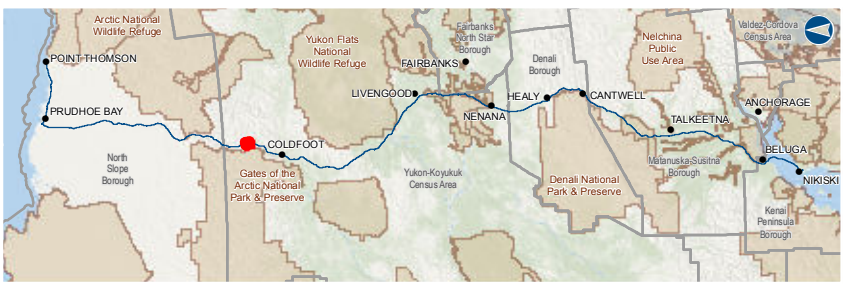 Arctic National
Wildlife Refuge
POINT THOMSON
PRUDHOE BAY
North
Slope
Borough
COLDFOOT
Gates of the
Arctic National
Park & Preserve
Yukon Flats
National
Wildlife Refuge
LIVENGOOD
FAIRBANKS
Fairbanks
North Star
Borough
NENANA
Yukon-Koyukuk
Census Area
HEALY
Denali
Borough
CANTWELL
Denali National
Park & Preserve
Nelchina
Public
Use Area
TALKEETNA
Matanuska-Susitna
Borough
Valdez-Cordova
Census Area
ANCHORAGE
BELUGA
NIKISKI
Kenai
Peninsula
Borough